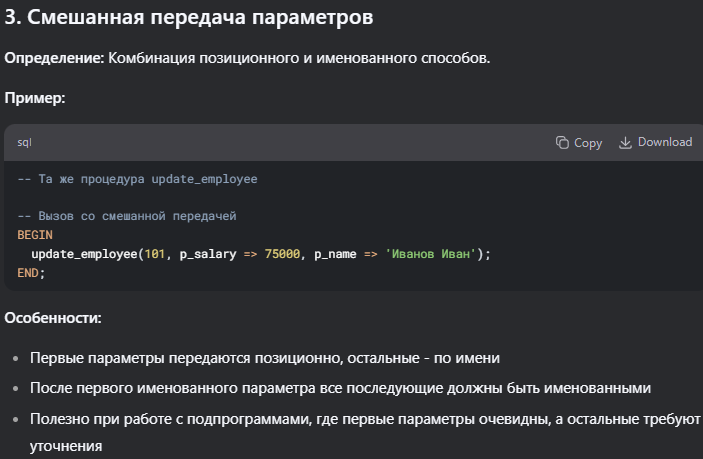 3. Смешанная передача параметров
Определение: Комбинация позиционного и именованного способов.
Пример:
sql
Copy
Download
-- Та же процедура update_employee
-- Вызов со смешанной передачей
BEGIN
update_employee(101, p_salary => 75000, p_name => 'Иванов Иван');
END;
Особенности:
• Первые параметры передаются позиционно, остальные - по имени
• После первого именованного параметра все последующие должны быть именованными
• Полезно при работе с подпрограммами, где первые параметры очевидны, а остальные требуют
уточнения